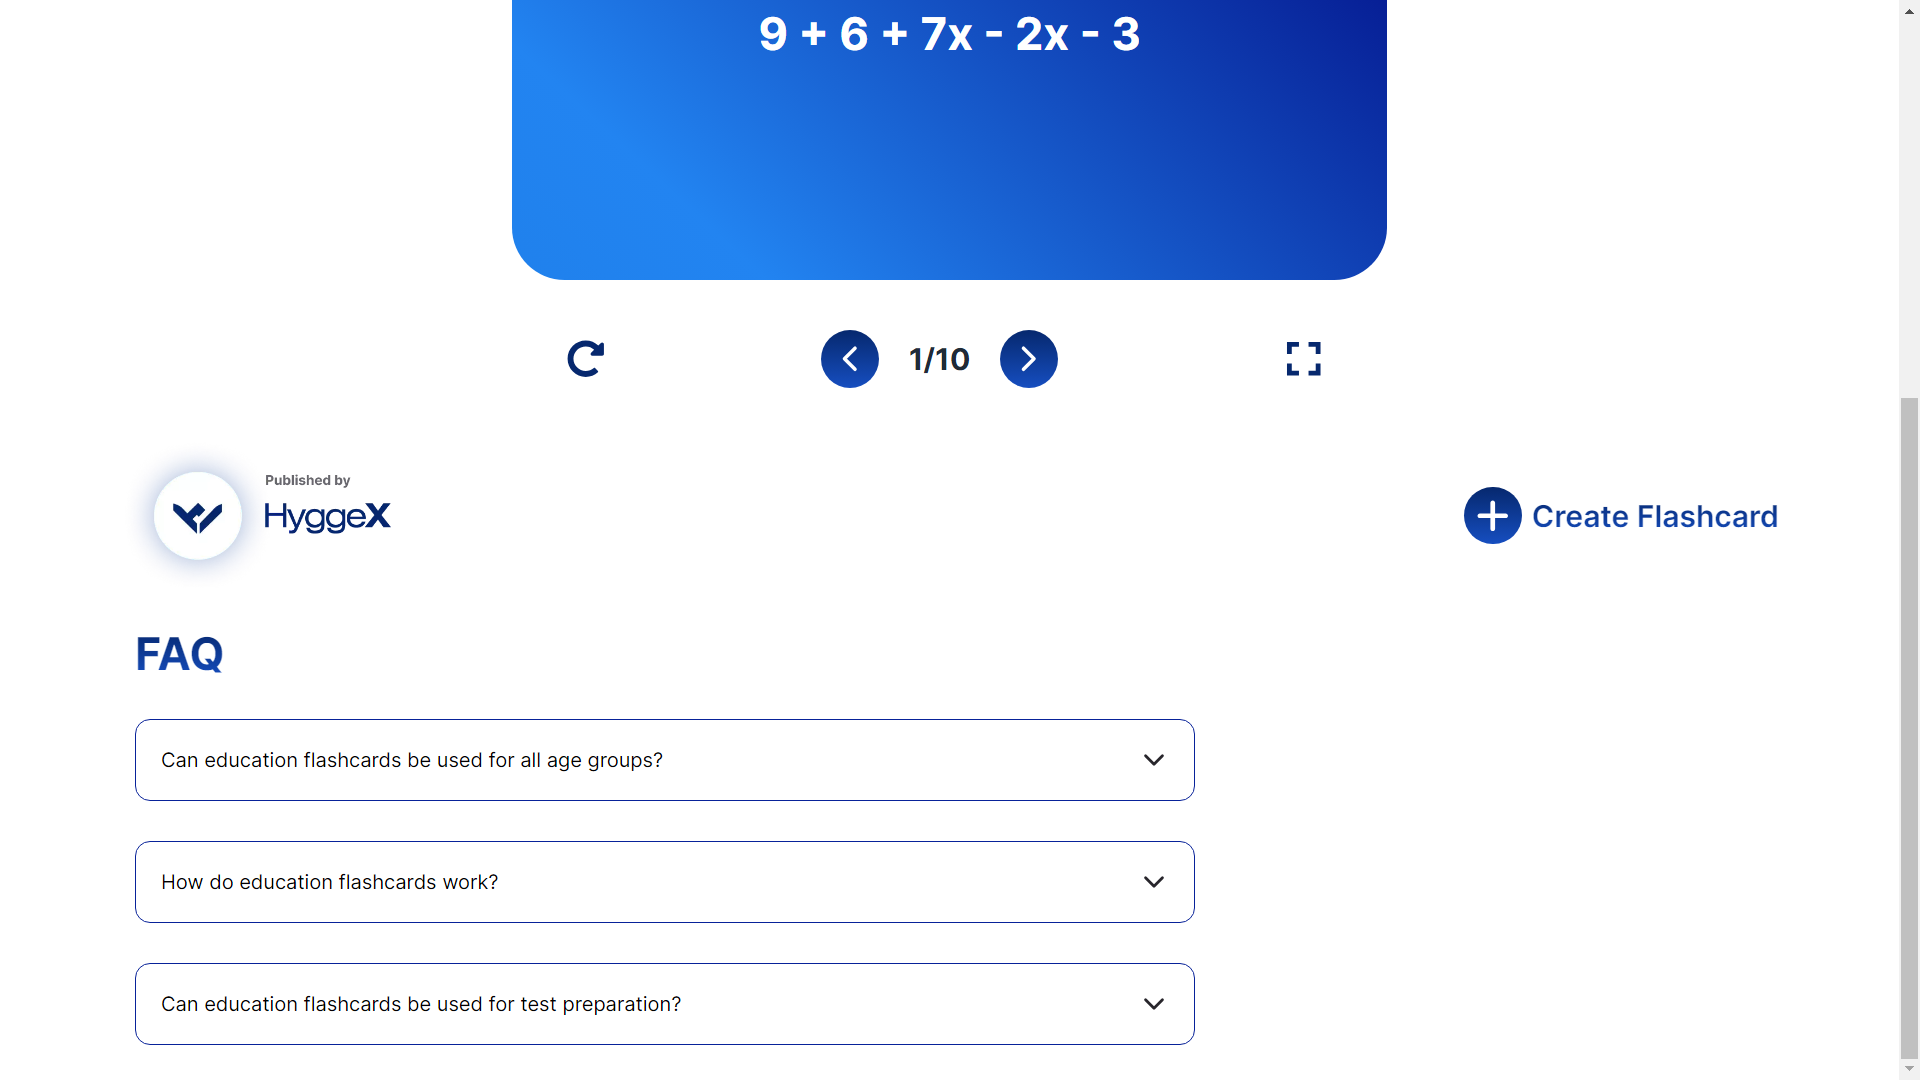 9 + 6 + 7x - 2x - 3
1/10
Published by
HyggeX
Create Flashcard
FAQ
Can education flashcards be used for all age groups?
How do education flashcards work?
Can education flashcards be used for test preparation?